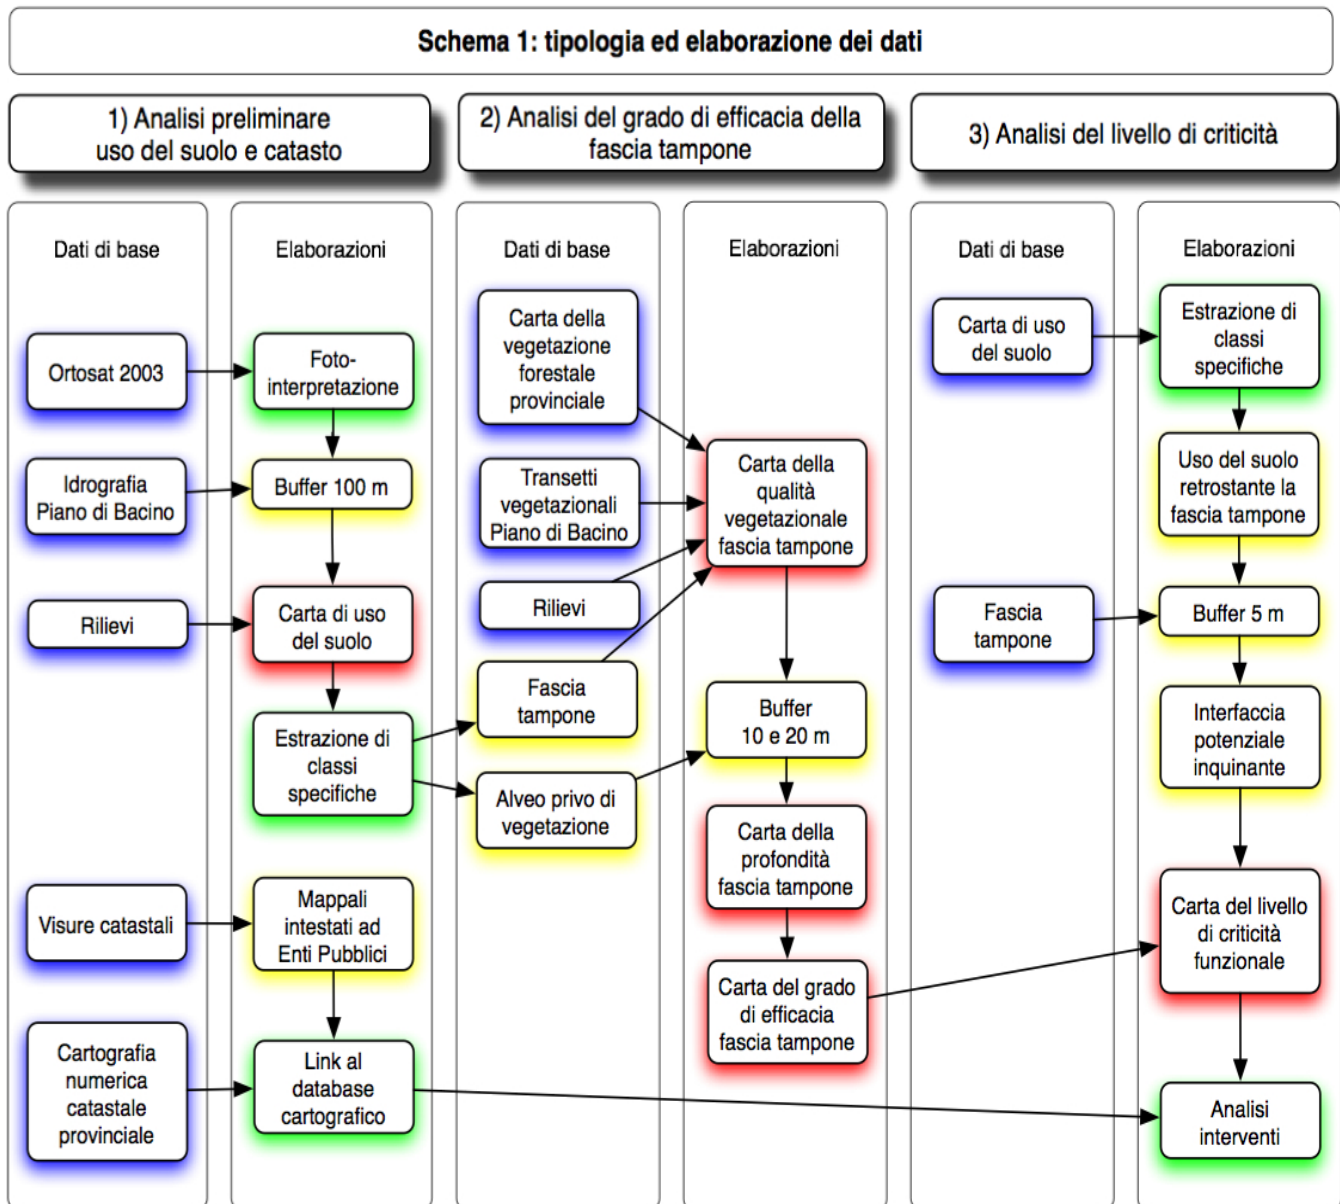 Schema 1: tipologia ed elaborazione dei dati
1) Analisi preliminare
uso del suolo e catasto
2) Analisi del grado di efficacia della
fascia tampone
3) Analisi del livello di criticità
Dati di base
Ortosat 2003
Idrografia
Piano di Bacino
Rilievi
Visure catastali
Cartografia
numerica
catastale
provinciale
Elaborazioni
Foto-
interpretazione
Buffer 100 m
Carta di uso
del suolo
Estrazione di
classi
specifiche
Mappali
intestati ad
Enti Pubblici
Link al
database
cartografico
Dati di base
Carta della
vegetazione
forestale
provinciale
Transetti
vegetazionali
Piano di Bacino
Rilievi
Fascia
tampone
Alveo privo di
vegetazione
Elaborazioni
Carta della
qualità
vegetazionale
fascia tampone
Buffer
10 e 20 m
Carta della
profondità
fascia tampone
Carta del grado
di efficacia
fascia tampone
Dati di base
Carta di uso
del suolo
Fascia
tampone
Elaborazioni
Estrazione di
classi
specifiche
Uso del suolo
retrostante la
fascia tampone
Buffer 5 m
Interfaccia
potenziale
inquinante
Carta del livello
di criticità
funzionale
Analisi
interventi